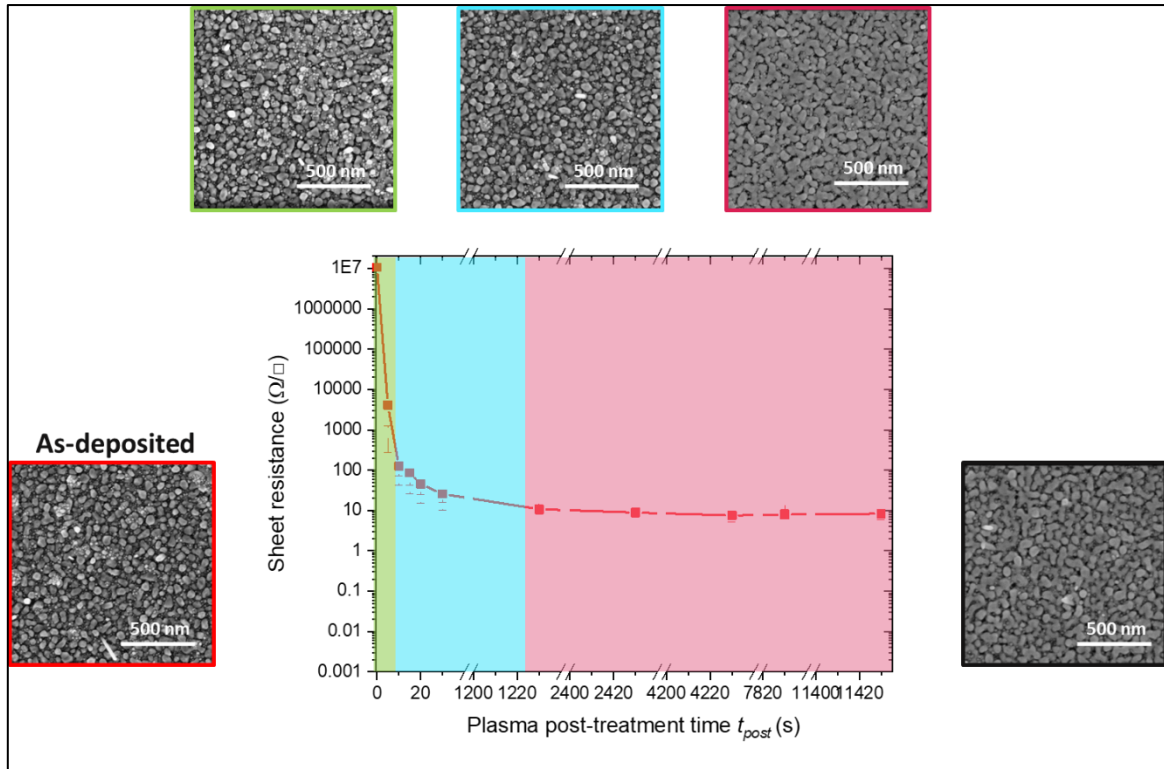 500 nm
500 nm
500 nm
As-deposited
500 nm
500 nm
Sheet resistance (Ω/□)
1E7
1000000
100000
10000
1000
100
10
1
0.1
0.01
0.001
0 20 1200 1220 2400 2420 4200 4220 7820 11400 11420
Plasma post-treatment time t_post (s)